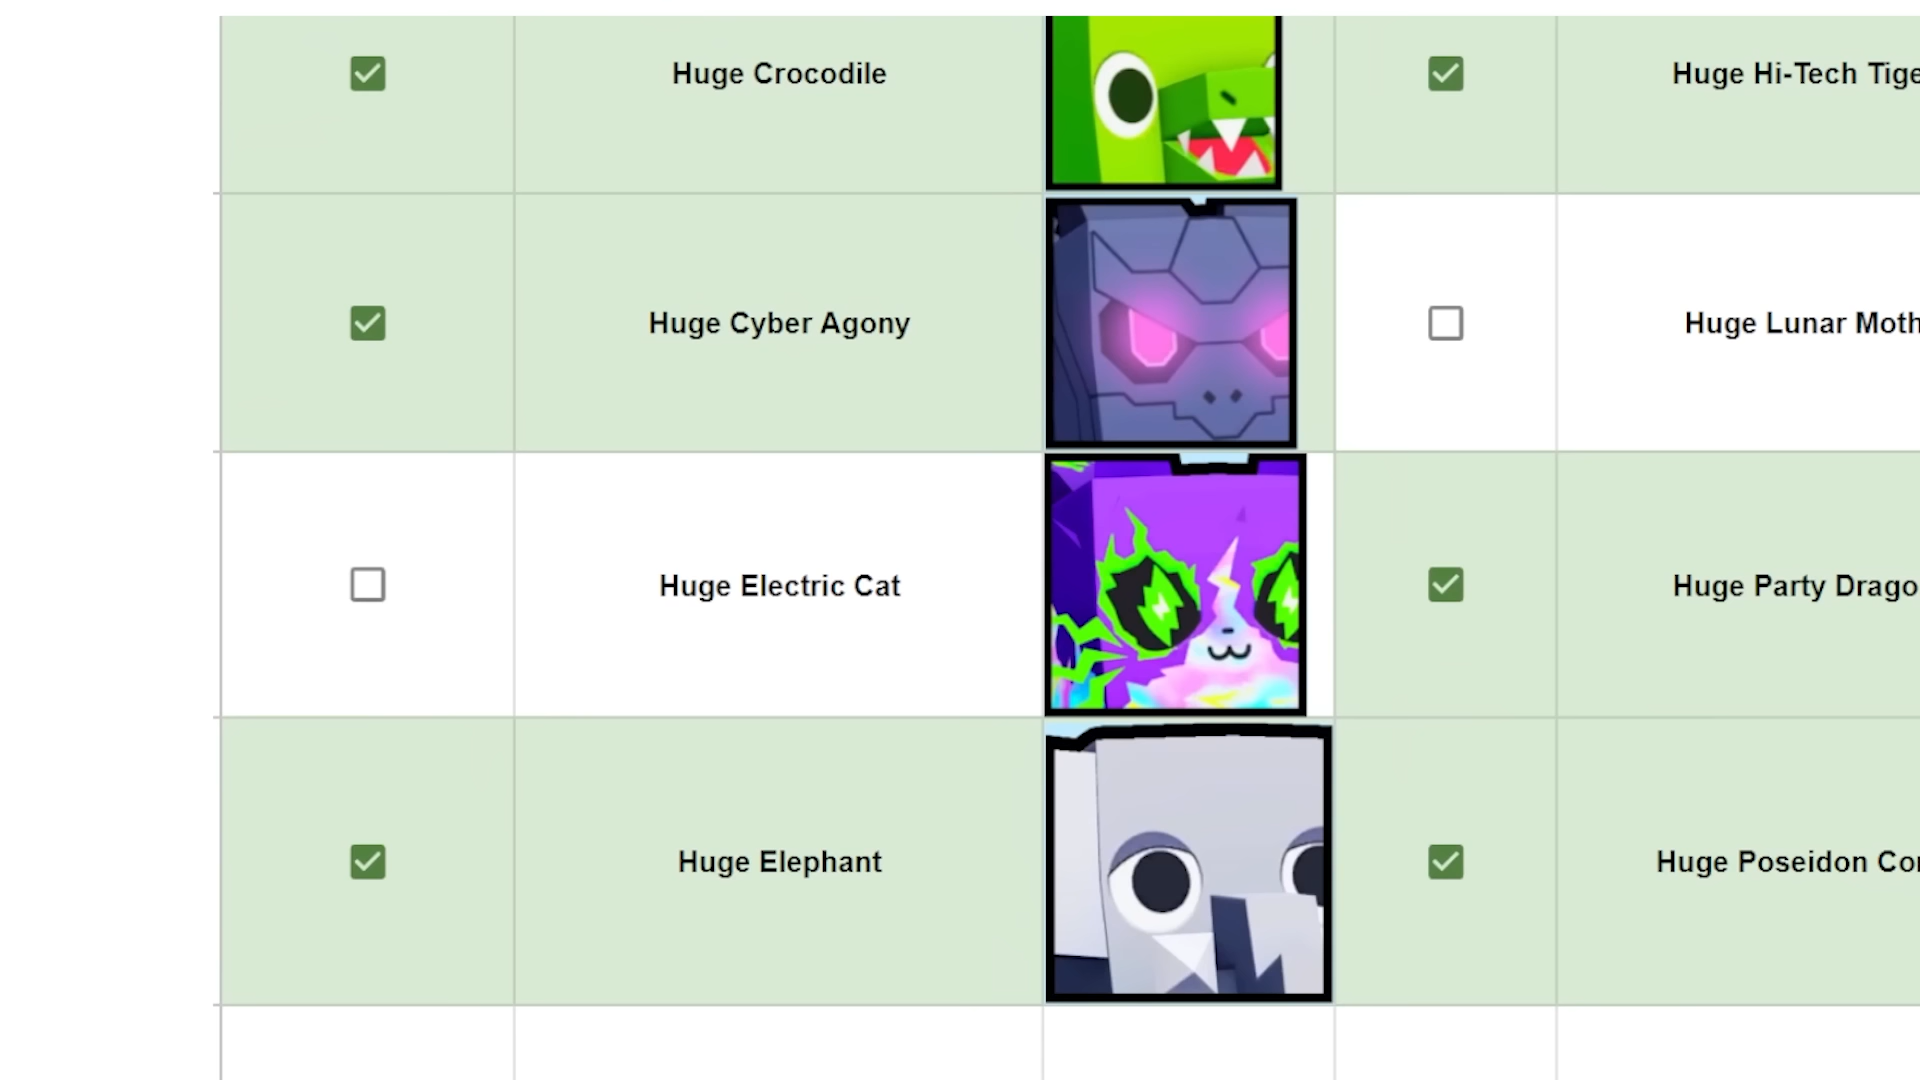 Huge Crocodile
Huge Hi-Tech Tige
Huge Cyber Agony
Huge Lunar Moth
Huge Electric Cat
Huge Party Drago
Huge Elephant
Huge Poseidon Cor